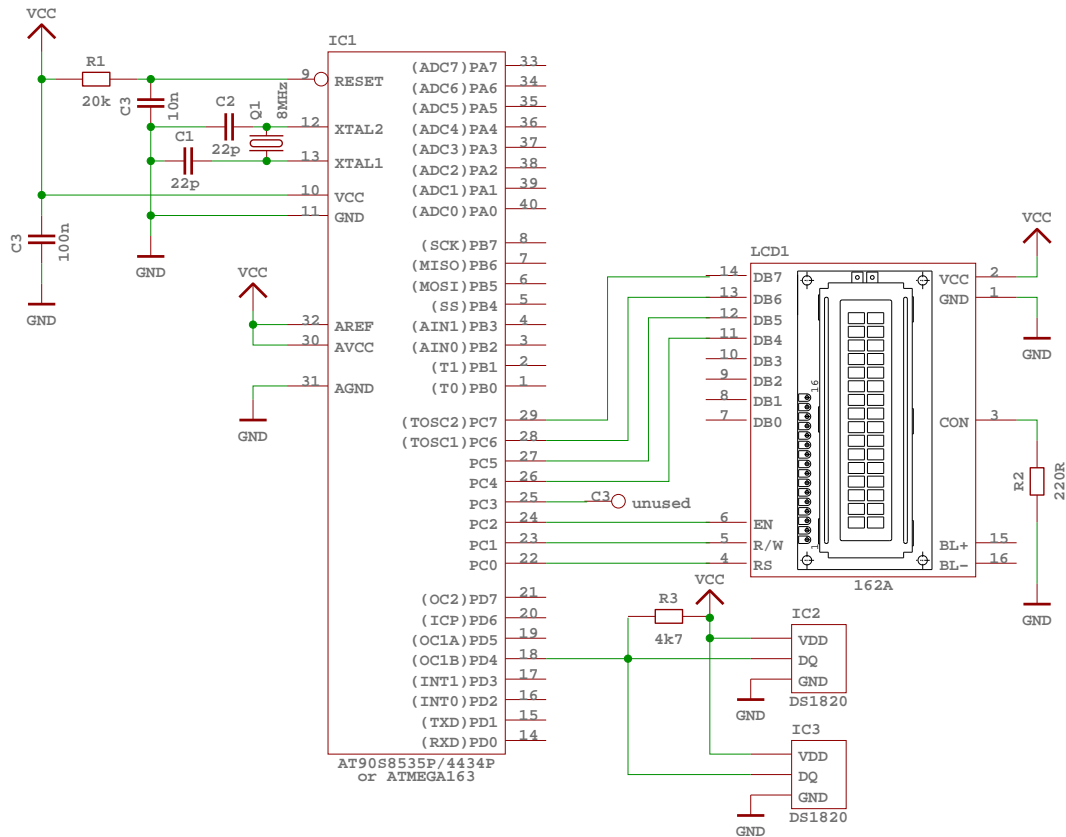 VCC
R1
20k
C3
10n
C2
22p
Q1
8MHz
C1
22p
C3
100n
GND
GND
VCC
GND
IC1
9 RESET
12 XTAL2
13 XTAL1
10 VCC
11 GND
32 AREF
30 AVCC
31 AGND
(ADC7)PA7 33
(ADC6)PA6 34
(ADC5)PA5 35
(ADC4)PA4 36
(ADC3)PA3 37
(ADC2)PA2 38
(ADC1)PA1 39
(ADC0)PA0 40
(SCK)PB7 8
(MISO)PB6 7
(MOSI)PB5 6
(SS)PB4 5
(AIN1)PB3 4
(AIN0)PB2 3
(T1)PB1 2
(T0)PB0 1
(TOSC2)PC7 29
(TOSC1)PC6 28
PC5 27
PC4 26
PC3 25
PC2 24
PC1 23
PC0 22
(OC2)PD7 21
(ICP)PD6 20
(OC1A)PD5 19
(OC1B)PD4 18
(INT1)PD3 17
(INT0)PD2 16
(TXD)PD1 15
(RXD)PD0 14
AT90S8535P/4434P
or ATMEGA163
C3 unused
LCD1
14 DB7
13 DB6
12 DB5
11 DB4
10 DB3
9 DB2
8 DB1
7 DB0
6 EN
5 R/W
4 RS
16
1
VCC 2
GND 1
CON 3
BL+ 15
BL- 16
162A
VCC
GND
R2
220R
GND
VCC
R3
4k7
IC2
VDD
DQ
GND
DS1820
GND
IC3
VDD
DQ
GND
DS1820
GND